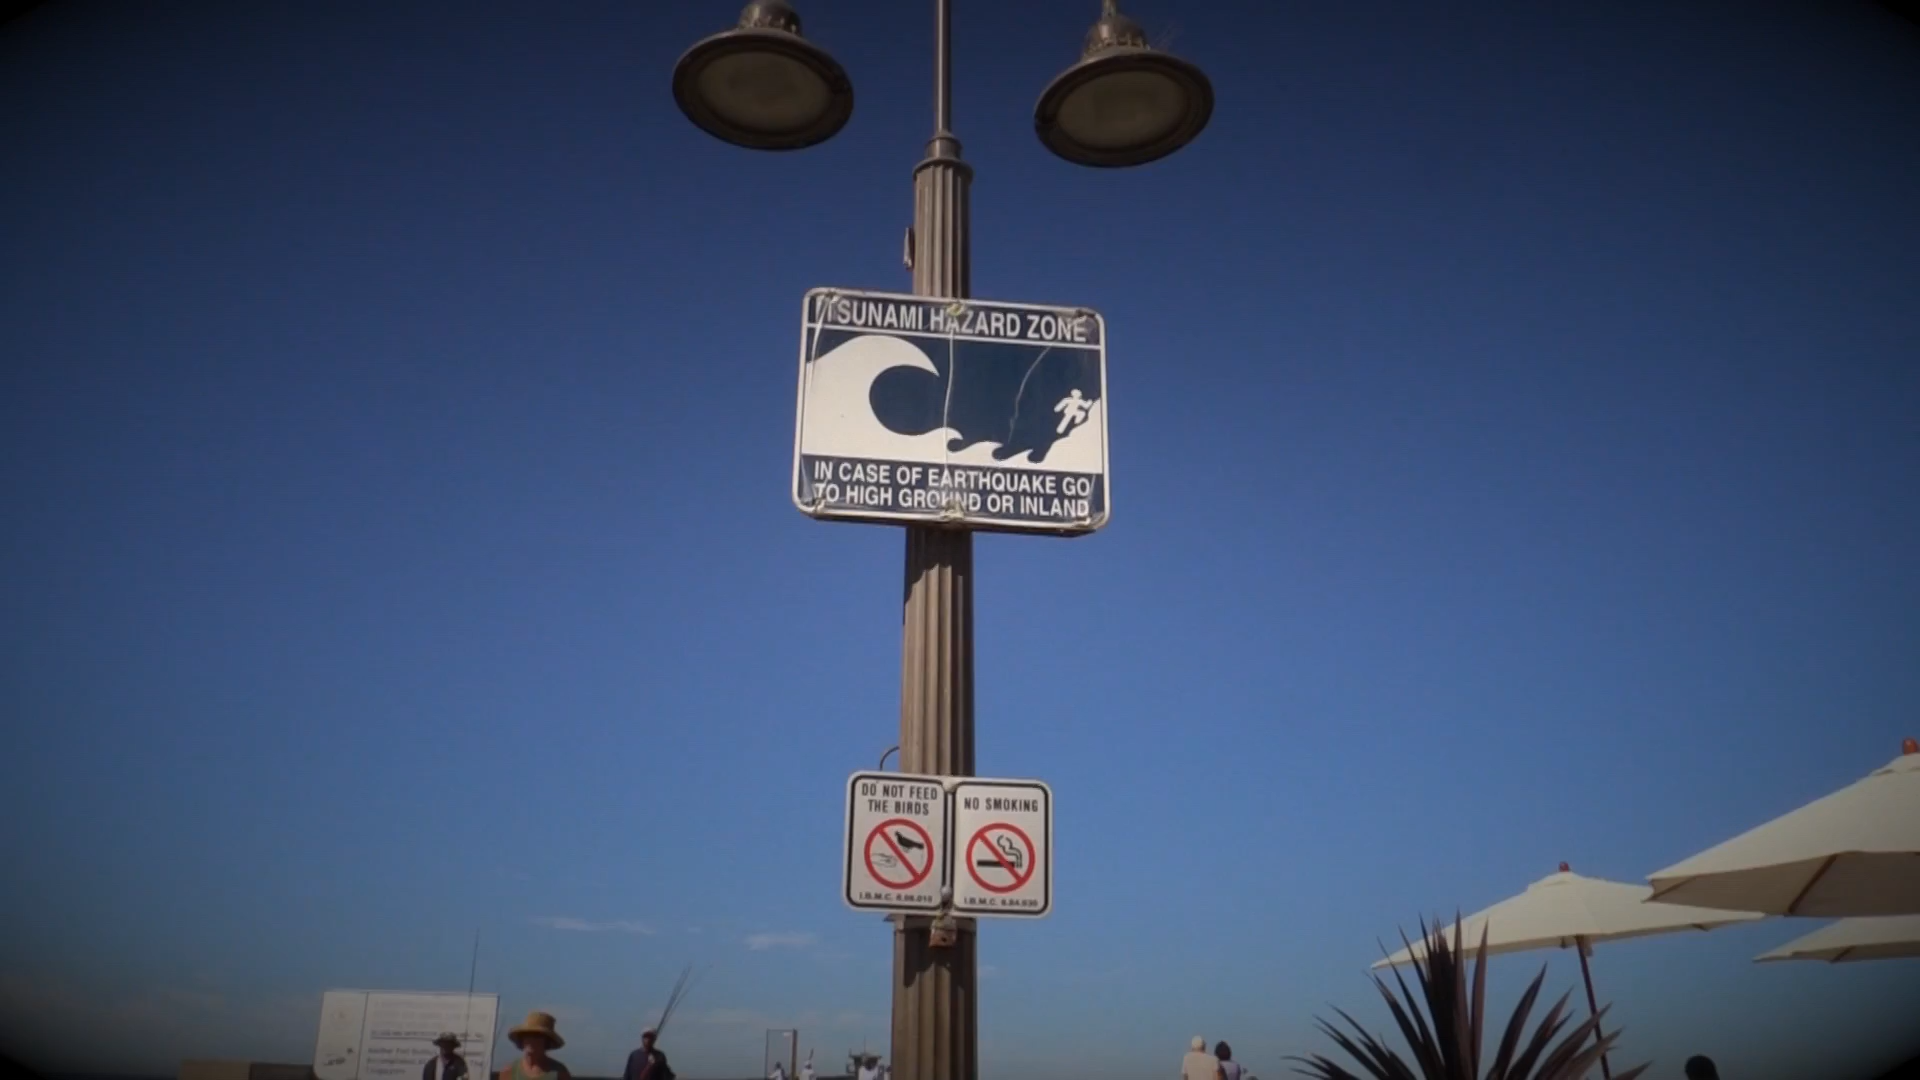 TSUNAMI HAZARD ZONE
IN CASE OF EARTHQUAKE GO
TO HIGH GROUND OR INLAND
DO NOT FEED
THE BIRDS
I.B.M.C.
NO SMOKING
I.B.M.C.